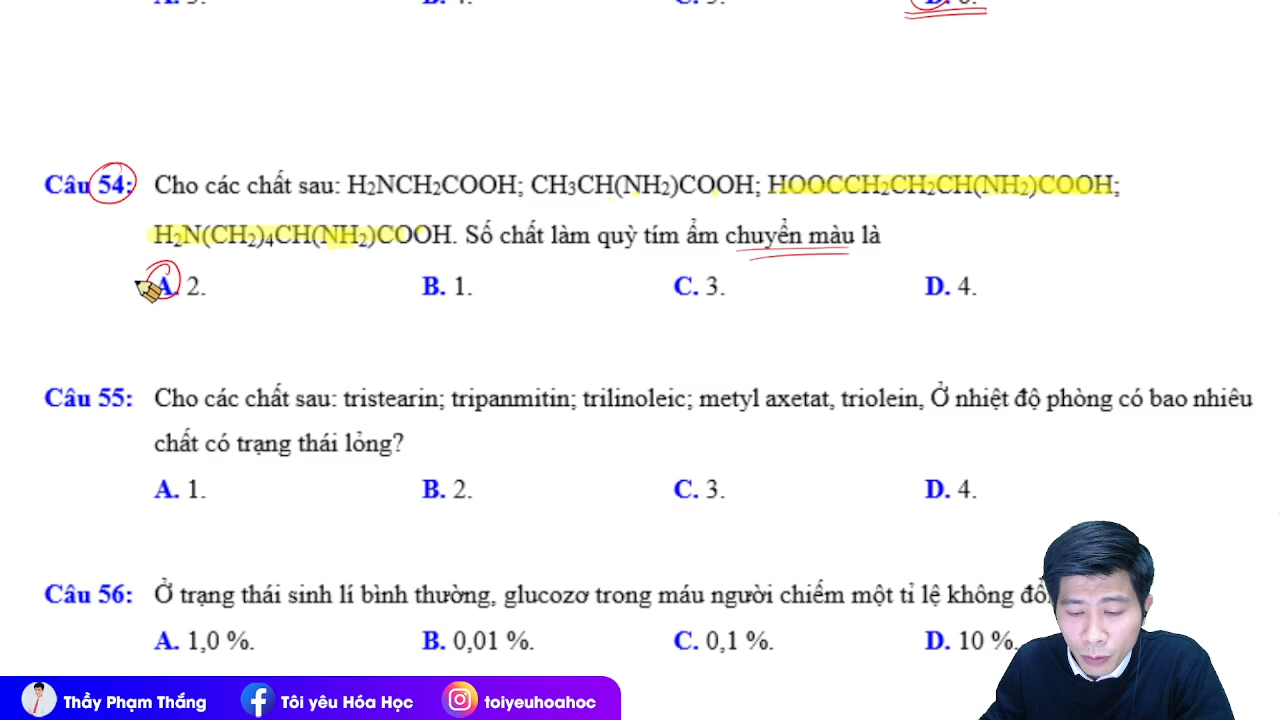 Câu 54: Cho các chất sau: H2NCH2COOH; CH3CH(NH2)COOH; HOOCCH2CH2CH(NH2)COOH;
H2N(CH2)4CH(NH2)COOH. Số chất làm quỳ tím ẩm chuyển màu là
A. 2. B. 1. C. 3. D. 4.
Câu 55: Cho các chất sau: tristearin; tripanmitin; trilinoleic; metyl axetat, triolein, Ở nhiệt độ phòng có bao nhiêu
chất có trạng thái lỏng?
A. 1. B. 2. C. 3. D. 4.
Câu 56: Ở trạng thái sinh lí bình thường, glucozơ trong máu người chiếm một tỉ lệ không
A. 1,0 %. B. 0,01 %. C. 0,1 %. D. 10 %.
Thầy Phạm Thắng Tôi yêu Hóa Học toiyeuhoahoc